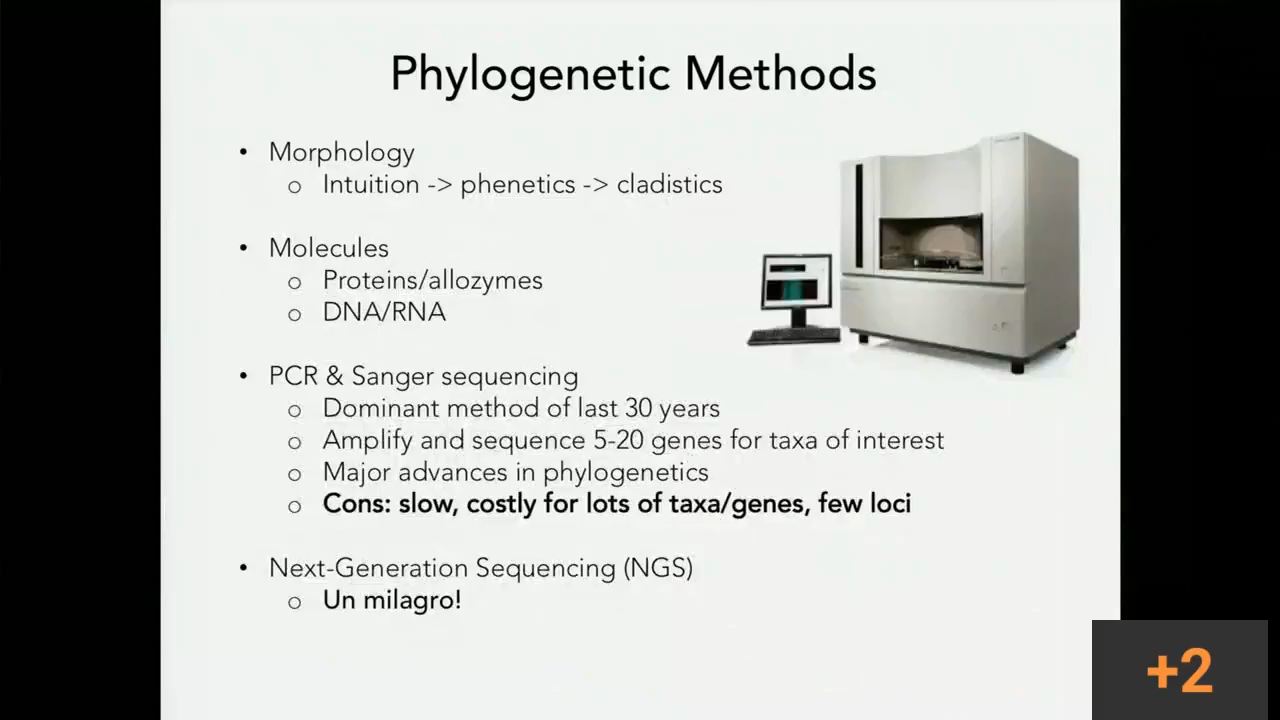 Phylogenetic Methods
• Morphology
o Intuition -> phenetics -> cladistics
• Molecules
o Proteins/allozymes
o DNA/RNA
• PCR & Sanger sequencing
o Dominant method of last 30 years
o Amplify and sequence 5-20 genes for taxa of interest
o Major advances in phylogenetics
o Cons: slow, costly for lots of taxa/genes, few loci
• Next-Generation Sequencing (NGS)
o Un milagro!
+2